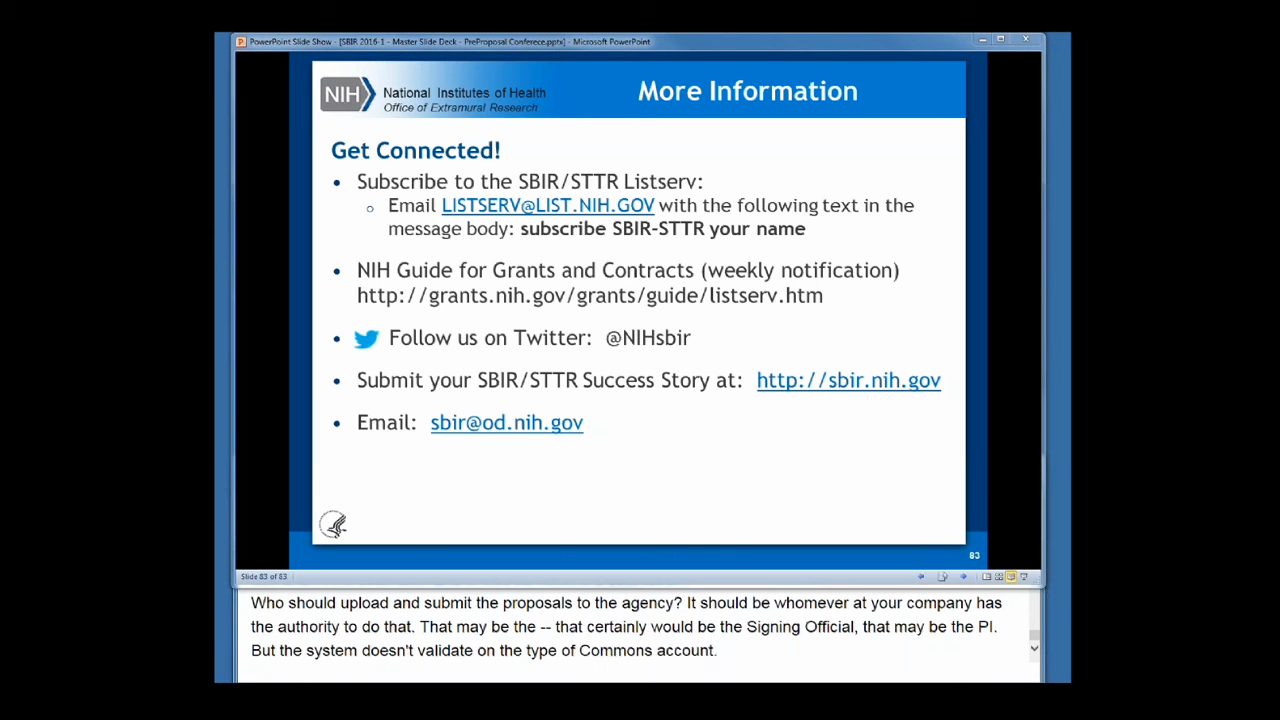 PowerPoint Slide Show - [SBIR 2016-1 - Master Slide Deck - PreProposal Conferece.pptx] - Microsoft PowerPoint
NIH
National Institutes of Health
Office of Extramural Research
More Information
Get Connected!
• Subscribe to the SBIR/STTR Listserv:
○ Email LISTSERV@LIST.NIH.GOV with the following text in the
message body: subscribe SBIR-STTR your name
• NIH Guide for Grants and Contracts (weekly notification)
http://grants.nih.gov/grants/guide/listserv.htm
• Follow us on Twitter: @NIHsbir
• Submit your SBIR/STTR Success Story at: http://sbir.nih.gov
• Email: sbir@od.nih.gov
83
Slide 83 of 83
Who should upload and submit the proposals to the agency? It should be whomever at your company has
the authority to do that. That may be the -- that certainly would be the Signing Official, that may be the PI.
But the system doesn't validate on the type of Commons account.